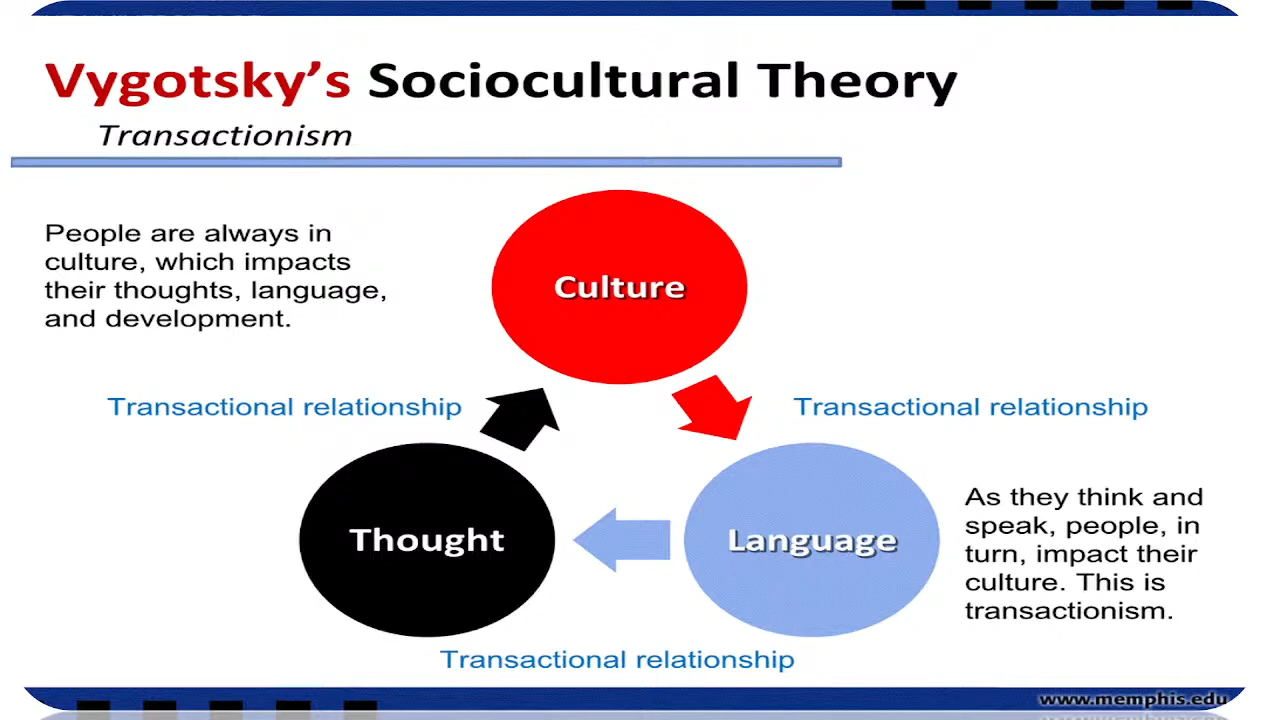 Vygotsky's Sociocultural Theory
Transactionism
People are always in
culture, which impacts
their thoughts, language,
and development.
Culture
Transactional relationship
Transactional relationship
Thought
Language
As they think and
speak, people, in
turn, impact their
culture. This is
transactionism.
Transactional relationship
www.memphis.edu